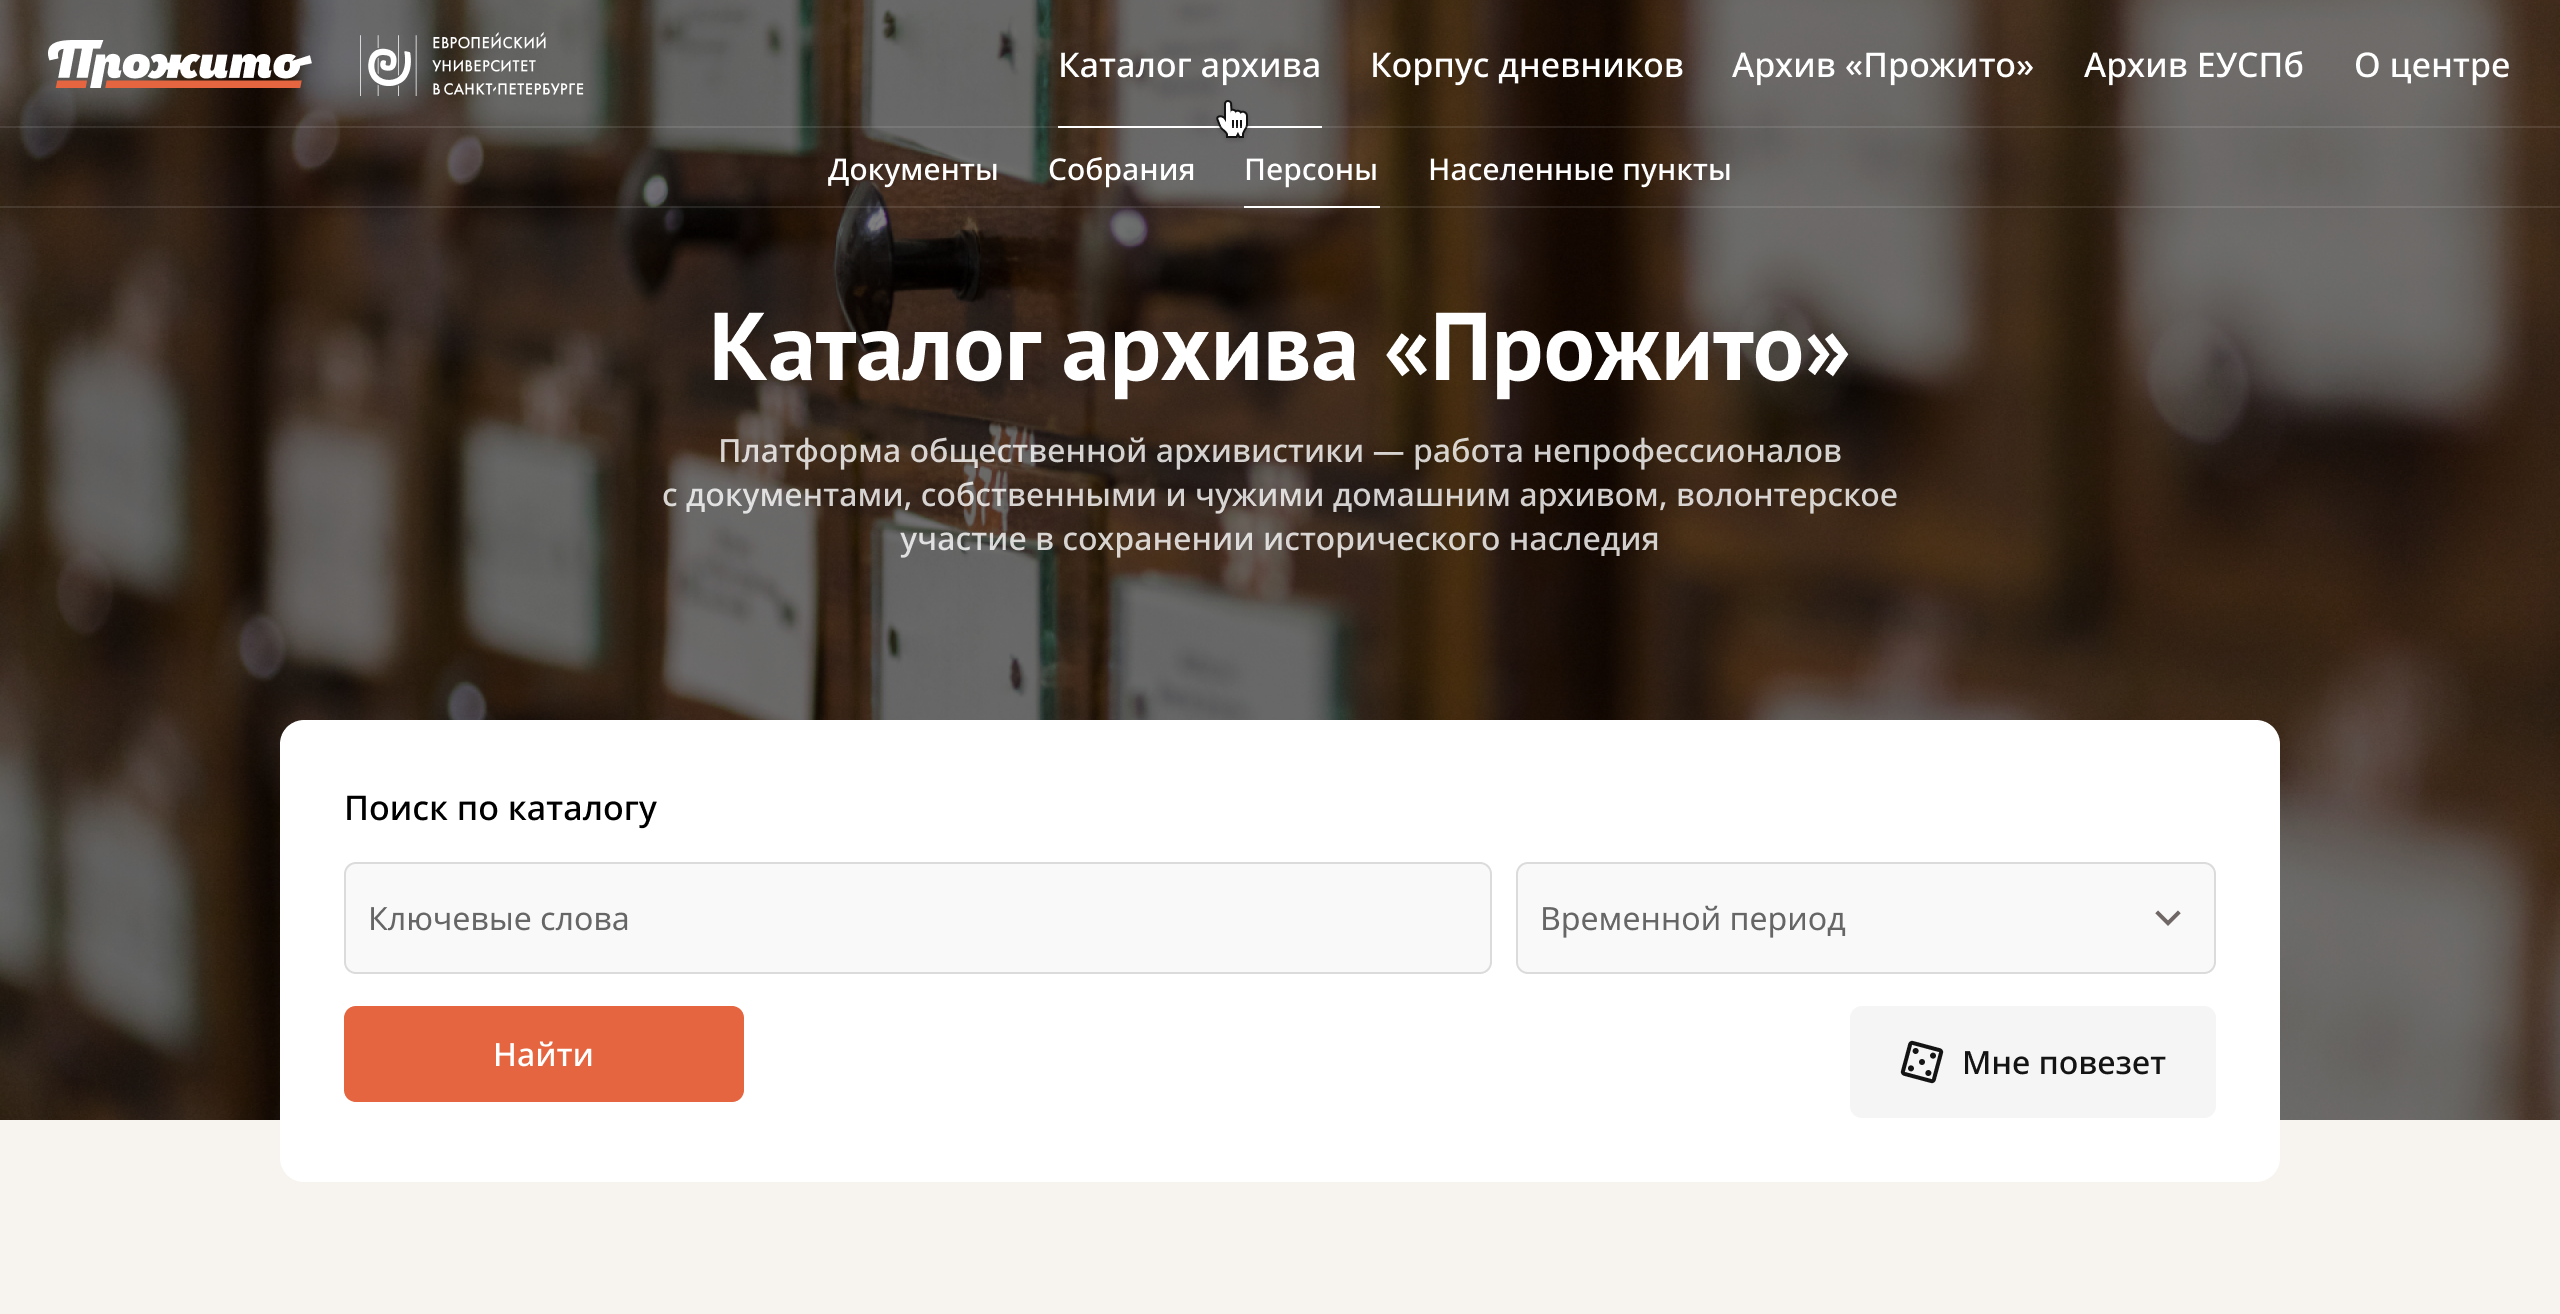 Прожито
ЕВРОПЕЙСКИЙ
УНИВЕРСИТЕТ
В САНКТ-ПЕТЕРБУРГЕ
Каталог архива
Корпус дневников
Архив «Прожито»
Архив ЕУСПб
О центре
Документы
Собрания
Персоны
Населенные пункты
Каталог архива «Прожито»
Платформа общественной архивистики — работа непрофессионалов
с документами, собственными и чужими домашним архивом, волонтерское
участие в сохранении исторического наследия
Поиск по каталогу
Ключевые слова
Временной период
Найти
Мне повезет